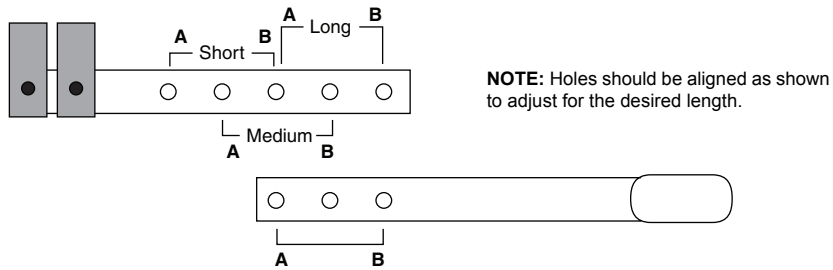 A B
A Long B
Short
NOTE: Holes should be aligned as shown
to adjust for the desired length.
Medium
A B
A B